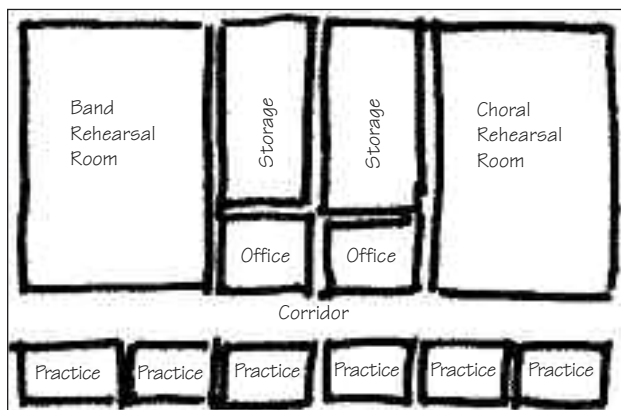 Band
Rehearsal
Room
Storage
Storage
Choral
Rehearsal
Room
Office
Office
Corridor
Practice
Practice
Practice
Practice
Practice
Practice